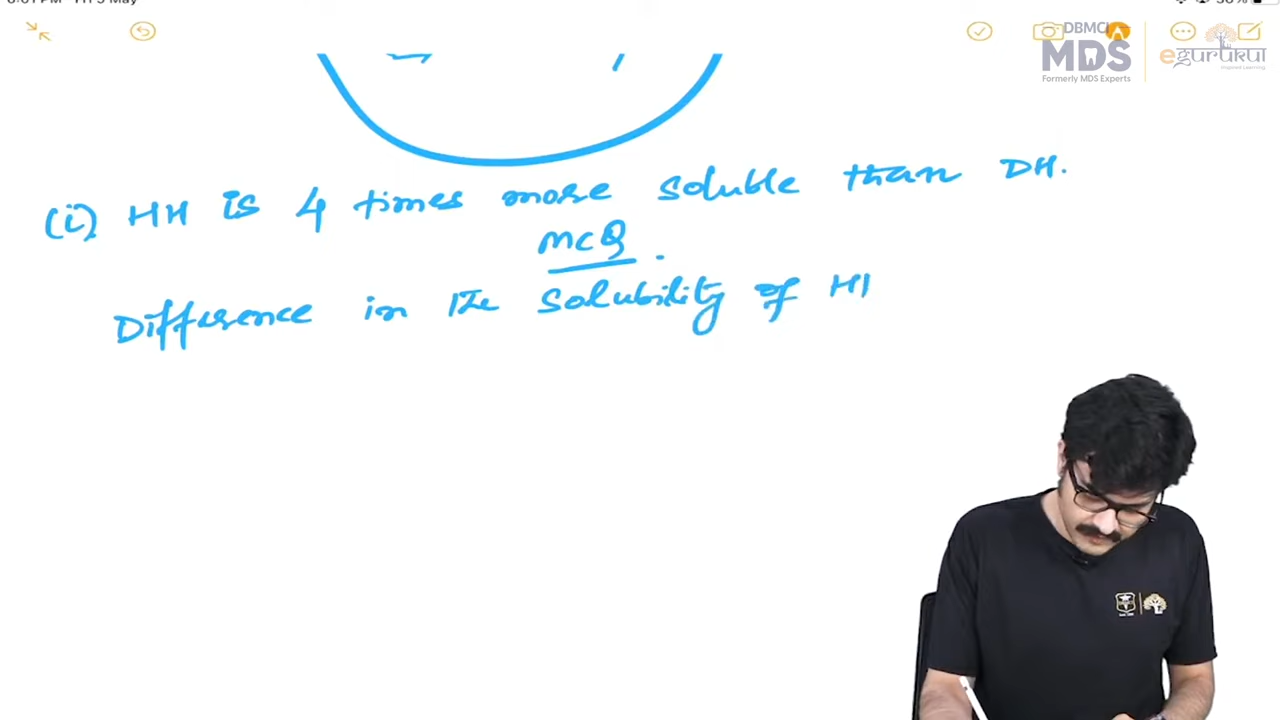 DBMCI
MDS
Formerly MDS Experts
egurukul
(i) HH is 4 times more soluble than DH.
MCQ
Difference in the solubility of HI